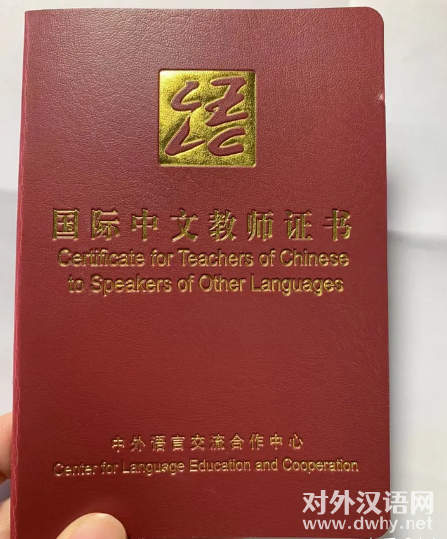 国际中文教师证书
Certificate for Teachers of Chinese
to Speakers of Other Languages
中外语言交流合作中心
Center for Language Education and Cooperation
对外汉语网
www.dwhy.net